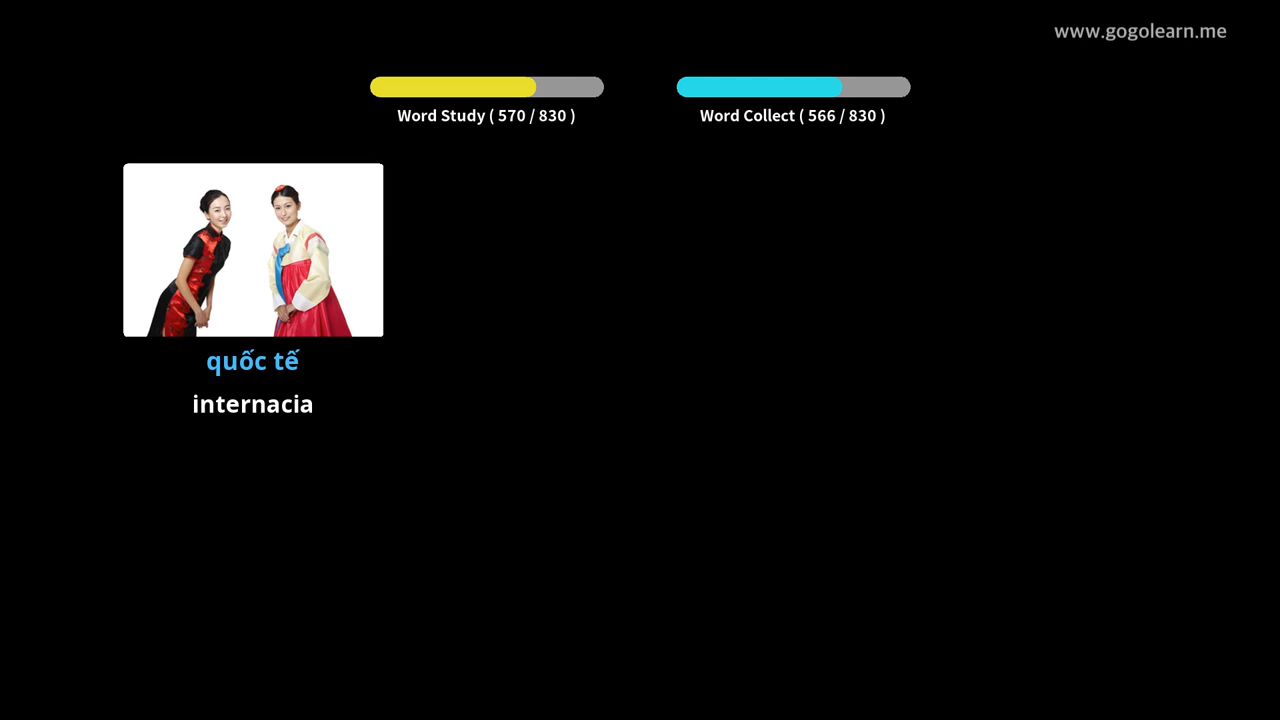 www.gogolearn.me
Word Study ( 570 / 830 )
Word Collect ( 566 / 830 )
quốc tế
internacia